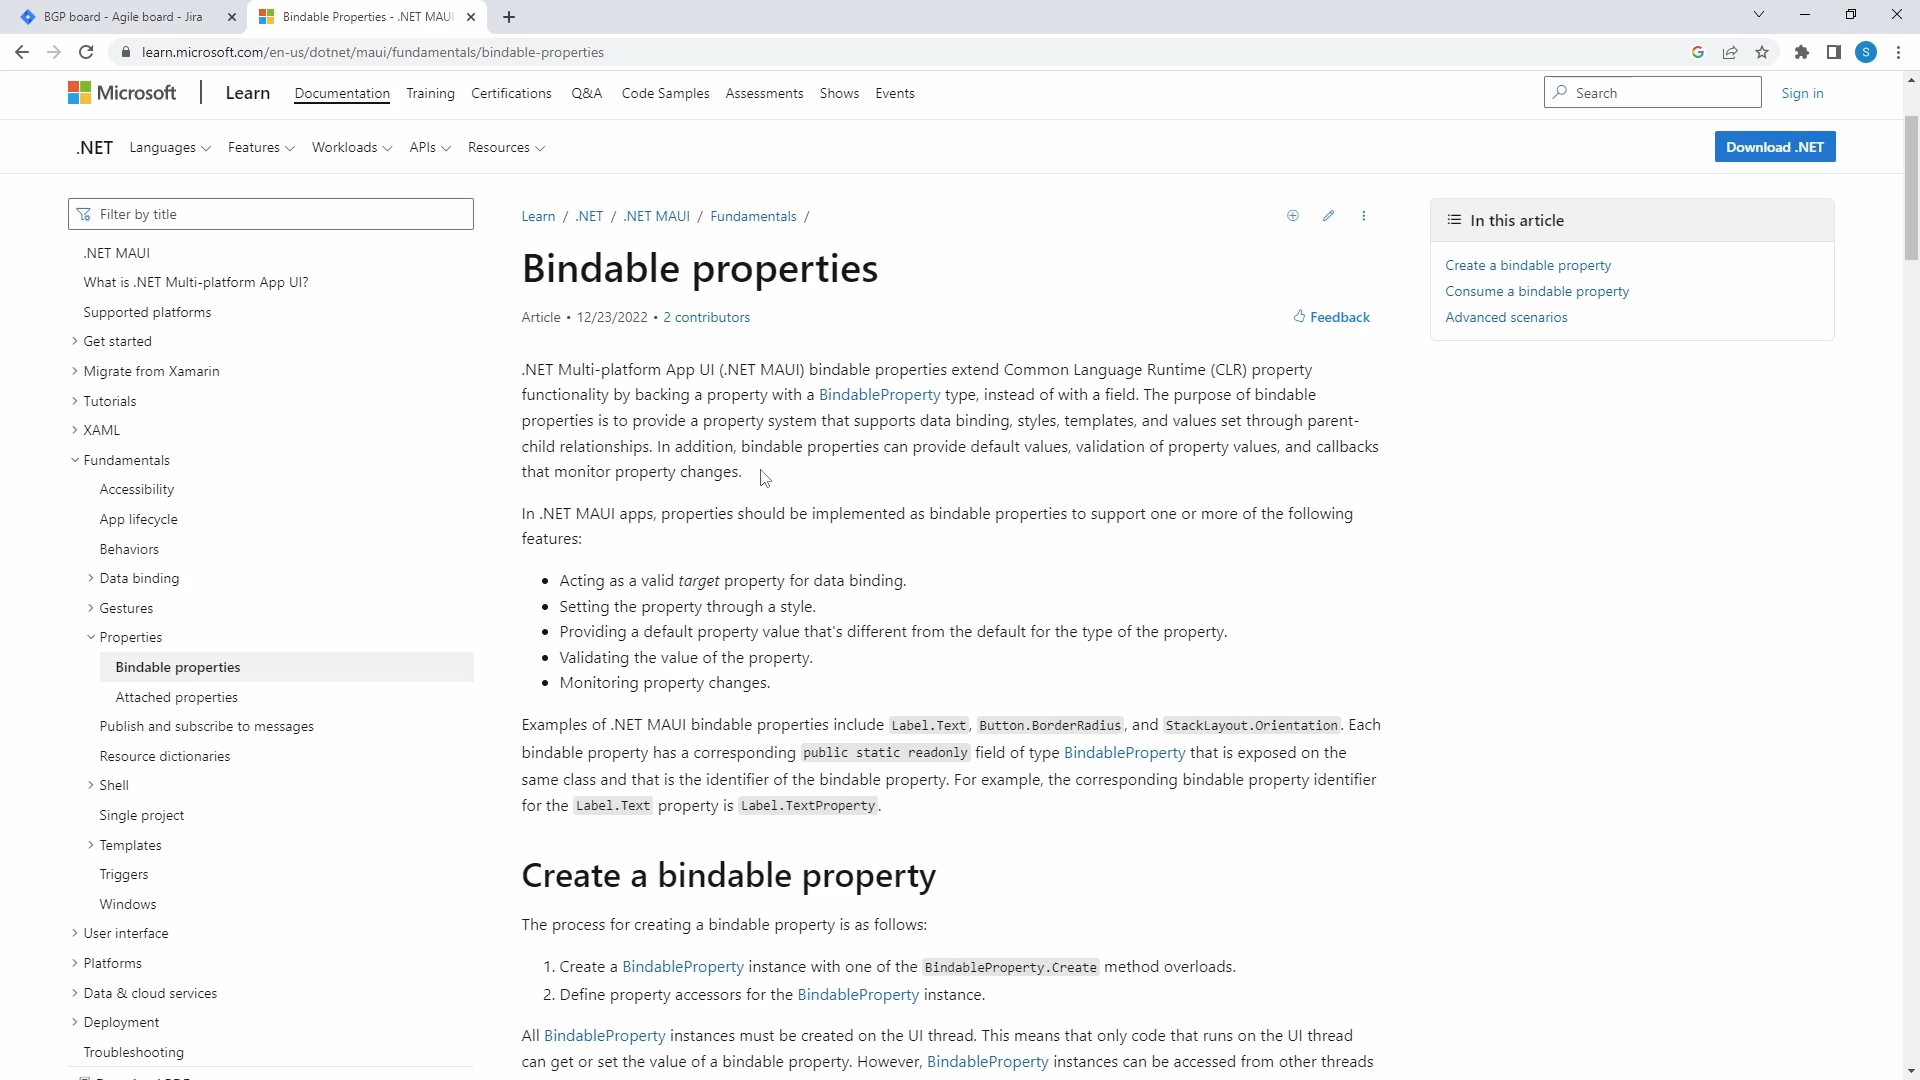 BGP board - Agile board - Jira
Bindable Properties - .NET MAUI
learn.microsoft.com/en-us/dotnet/maui/fundamentals/bindable-properties
S
Microsoft
Learn Documentation Training Certifications Q&A Code Samples Assessments Shows Events
Search
Sign in
.NET Languages Features Workloads APIs Resources
Download .NET
Filter by title
.NET MAUI
What is .NET Multi-platform App UI?
Supported platforms
Get started
Migrate from Xamarin
Tutorials
XAML
Fundamentals
Accessibility
App lifecycle
Behaviors
Data binding
Gestures
Properties
Bindable properties
Attached properties
Publish and subscribe to messages
Resource dictionaries
Shell
Single project
Templates
Triggers
Windows
User interface
Platforms
Data & cloud services
Deployment
Troubleshooting
Learn / .NET / .NET MAUI / Fundamentals /
Bindable properties
Article • 12/23/2022 • 2 contributors
Feedback
.NET Multi-platform App UI (.NET MAUI) bindable properties extend Common Language Runtime (CLR) property
functionality by backing a property with a BindableProperty type, instead of with a field. The purpose of bindable
properties is to provide a property system that supports data binding, styles, templates, and values set through parent-
child relationships. In addition, bindable properties can provide default values, validation of property values, and callbacks
that monitor property changes.
In .NET MAUI apps, properties should be implemented as bindable properties to support one or more of the following
features:
• Acting as a valid target property for data binding.
• Setting the property through a style.
• Providing a default property value that's different from the default for the type of the property.
• Validating the value of the property.
• Monitoring property changes.
Examples of .NET MAUI bindable properties include Label.Text, Button.BorderRadius, and StackLayout.Orientation. Each
bindable property has a corresponding public static readonly field of type BindableProperty that is exposed on the
same class and that is the identifier of the bindable property. For example, the corresponding bindable property identifier
for the Label.Text property is Label.TextProperty.
Create a bindable property
The process for creating a bindable property is as follows:
1. Create a BindableProperty instance with one of the BindableProperty.Create method overloads.
2. Define property accessors for the BindableProperty instance.
All BindableProperty instances must be created on the UI thread. This means that only code that runs on the UI thread
can get or set the value of a bindable property. However, BindableProperty instances can be accessed from other threads
In this article
Create a bindable property
Consume a bindable property
Advanced scenarios